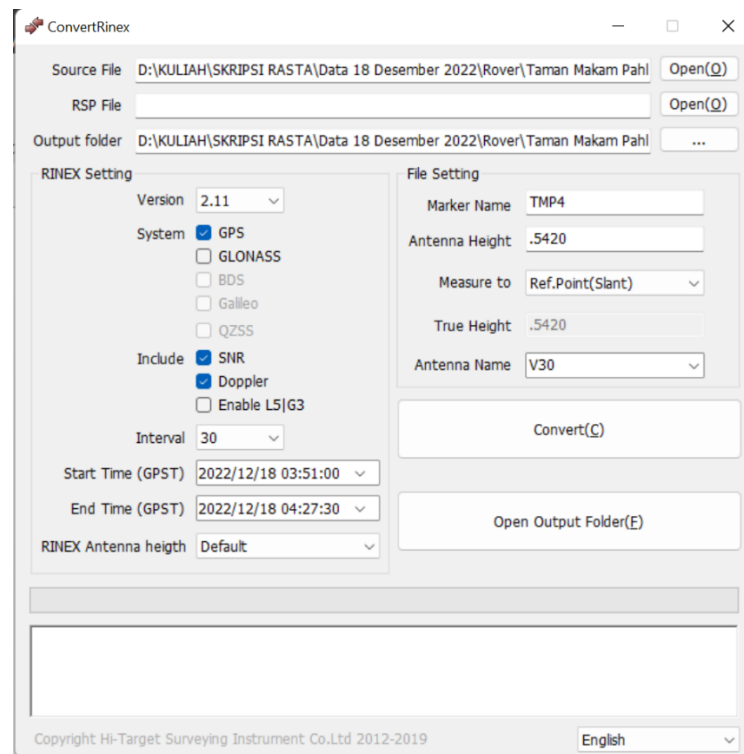 ConvertRinex
Source File D:\KULIAH\SKRIPSI RASTA\Data 18 Desember 2022\Rover\Taman Makam Pahl Open(O)
RSP File Open(O)
Output folder D:\KULIAH\SKRIPSI RASTA\Data 18 Desember 2022\Rover\Taman Makam Pahl ...
RINEX Setting
Version 2.11
System GPS
GLONASS
BDS
Galileo
QZSS
Include SNR
Doppler
Enable L5|G3
Interval 30
Start Time (GPST) 2022/12/18 03:51:00
End Time (GPST) 2022/12/18 04:27:30
RINEX Antenna heigth Default
File Setting
Marker Name TMP4
Antenna Height .5420
Measure to Ref.Point(Slant)
True Height .5420
Antenna Name V30
Convert(C)
Open Output Folder(F)
Copyright Hi-Target Surveying Instrument Co.Ltd 2012-2019
English